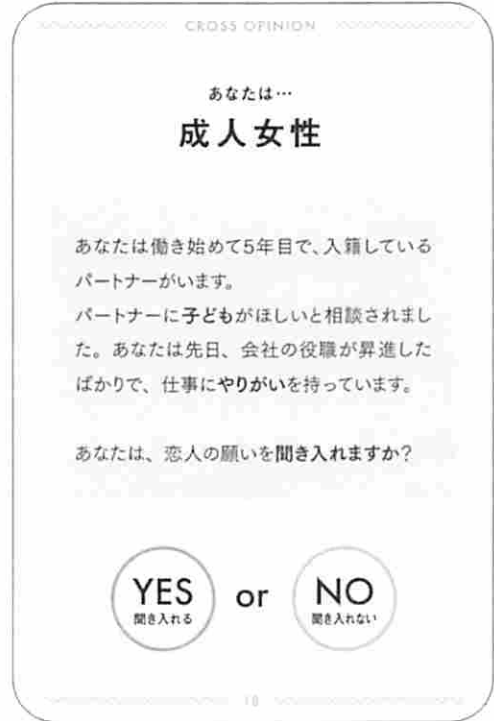 CROSS OPINION
あなたは…
成人女性
あなたは働き始めて5年目で、入籍している
パートナーがいます。
パートナーに子どもがほしいと相談されまし
た。あなたは先日、会社の役職が昇進した
ばかりで、仕事にやりがいを持っています。
あなたは、恋人の願いを聞き入れますか?
YES or NO
聞き入れる 聞き入れない
18